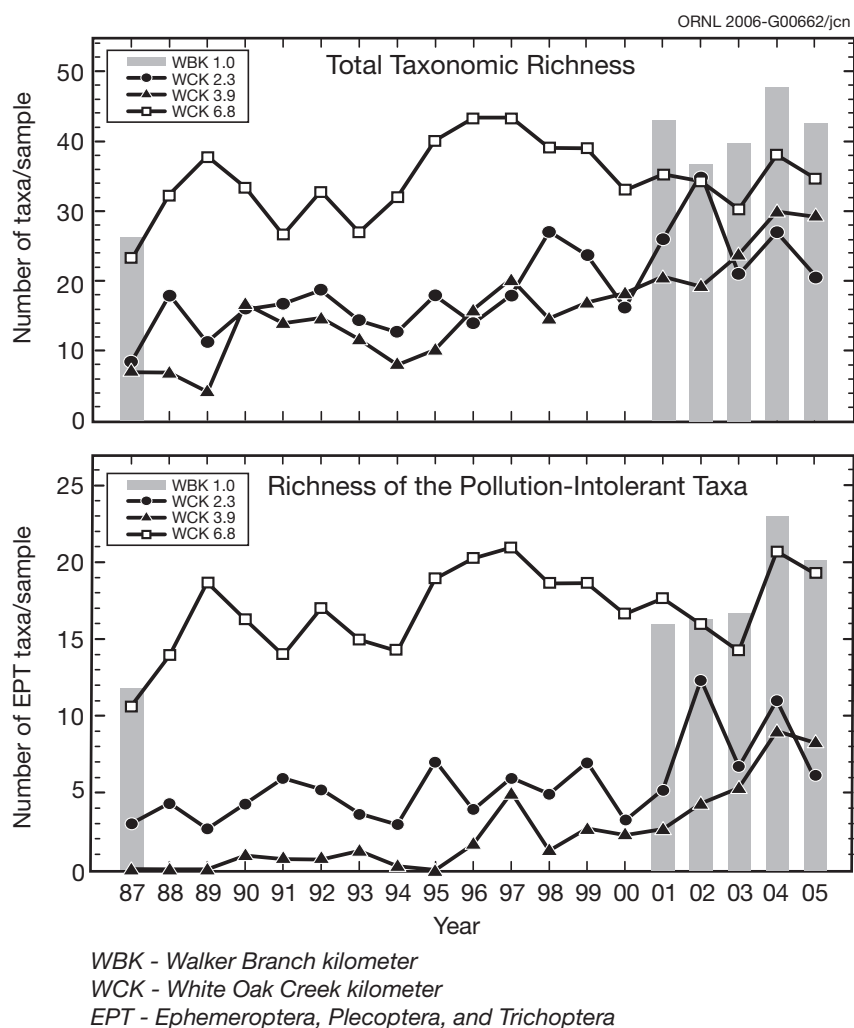 ORNL 2006-G00662/jcn
Total Taxonomic Richness
WBK 1.0
WCK 2.3
WCK 3.9
WCK 6.8
Number of taxa/sample
50
40
30
20
10
0
Richness of the Pollution-Intolerant Taxa
WBK 1.0
WCK 2.3
WCK 3.9
WCK 6.8
Number of EPT taxa/sample
25
20
15
10
5
0
87 88 89 90 91 92 93 94 95 96 97 98 99 00 01 02 03 04 05
Year
WBK - Walker Branch kilometer
WCK - White Oak Creek kilometer
EPT - Ephemeroptera, Plecoptera, and Trichoptera